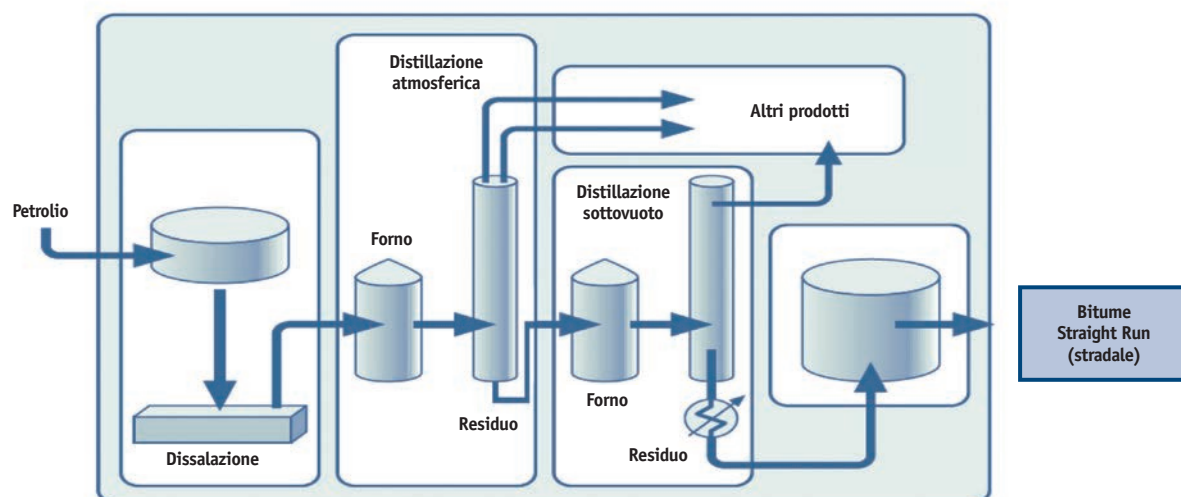 Distillazione
atmosferica
Altri prodotti
Distillazione
sottovuoto
Petrolio
Forno
Bitume
Straight Run
(stradale)
Forno
Residuo
Residuo
Dissalazione